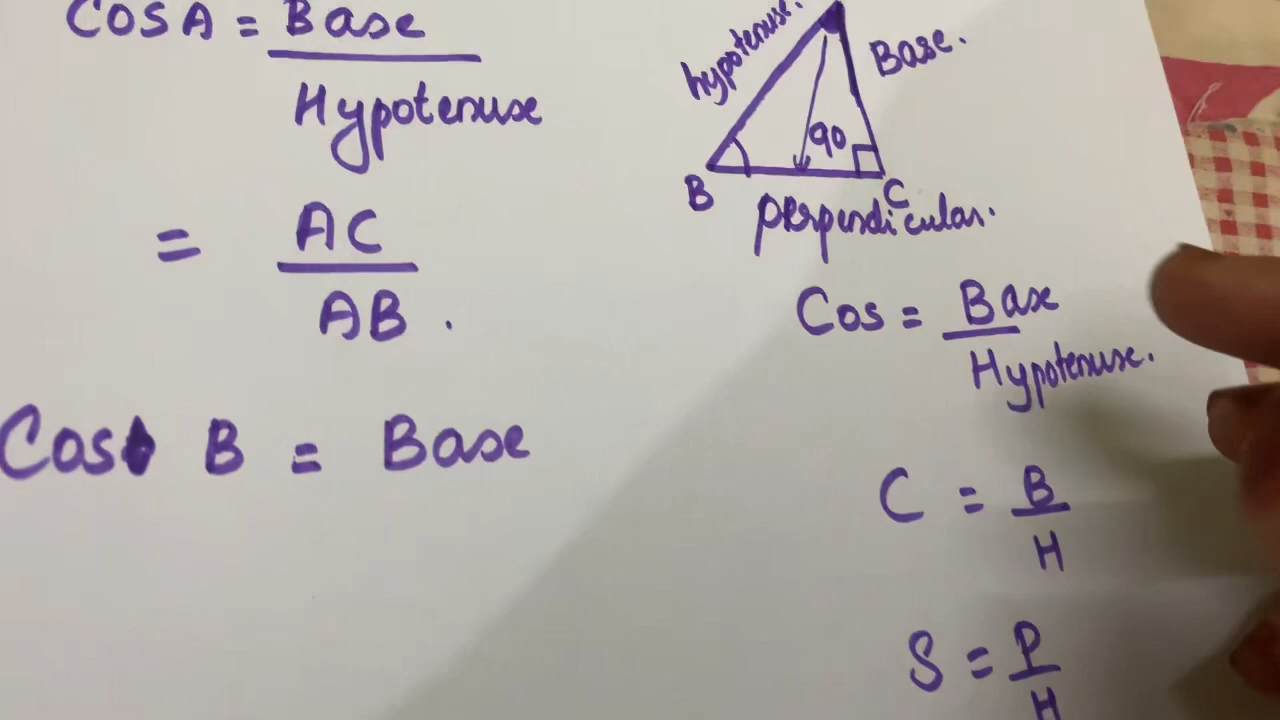 COS A = Base
Hypotenuse
= AC
AB .
Cos B = Base
hypotenuse.
Base.
90
B
C
perpendicular.
Cos = Base
Hypotenuse.
C = B
H
S = P
H